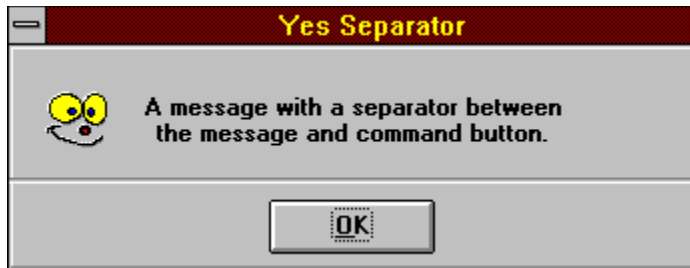 Yes Separator
A message with a separator between
the message and command button.
OK